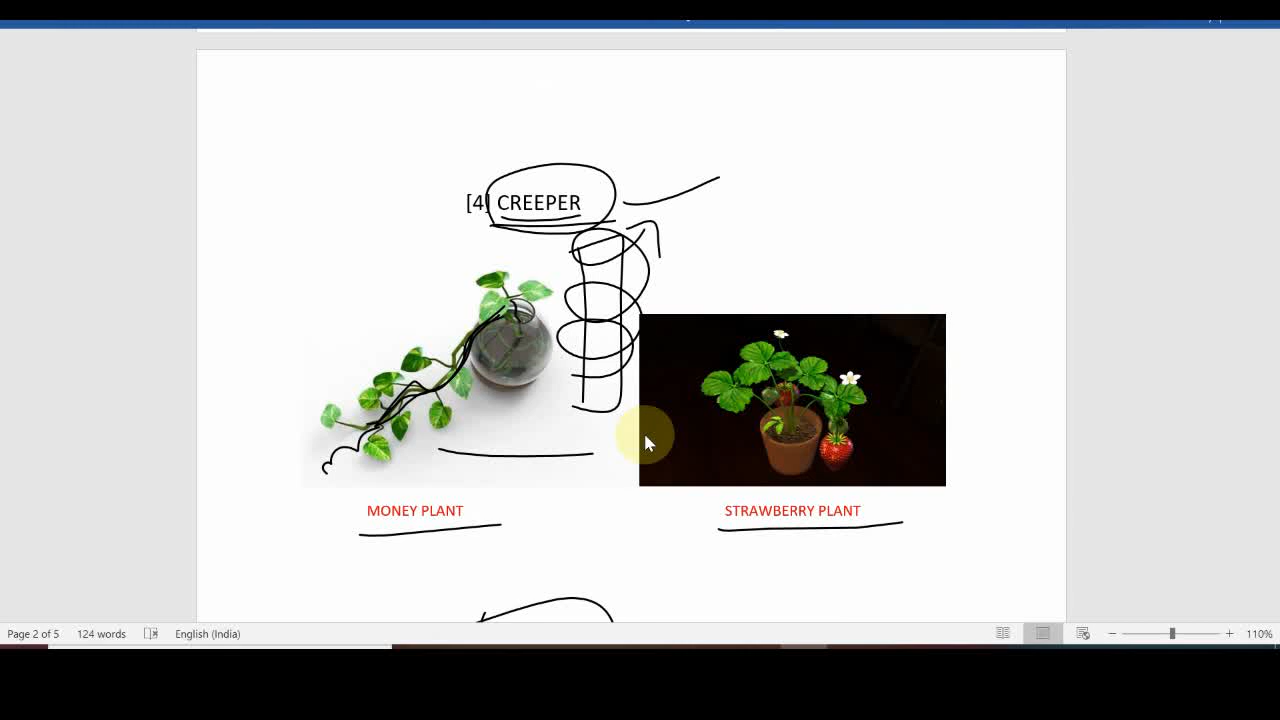 [4] CREEPER
MONEY PLANT
STRAWBERRY PLANT
Page 2 of 5
124 words
English (India)
110%